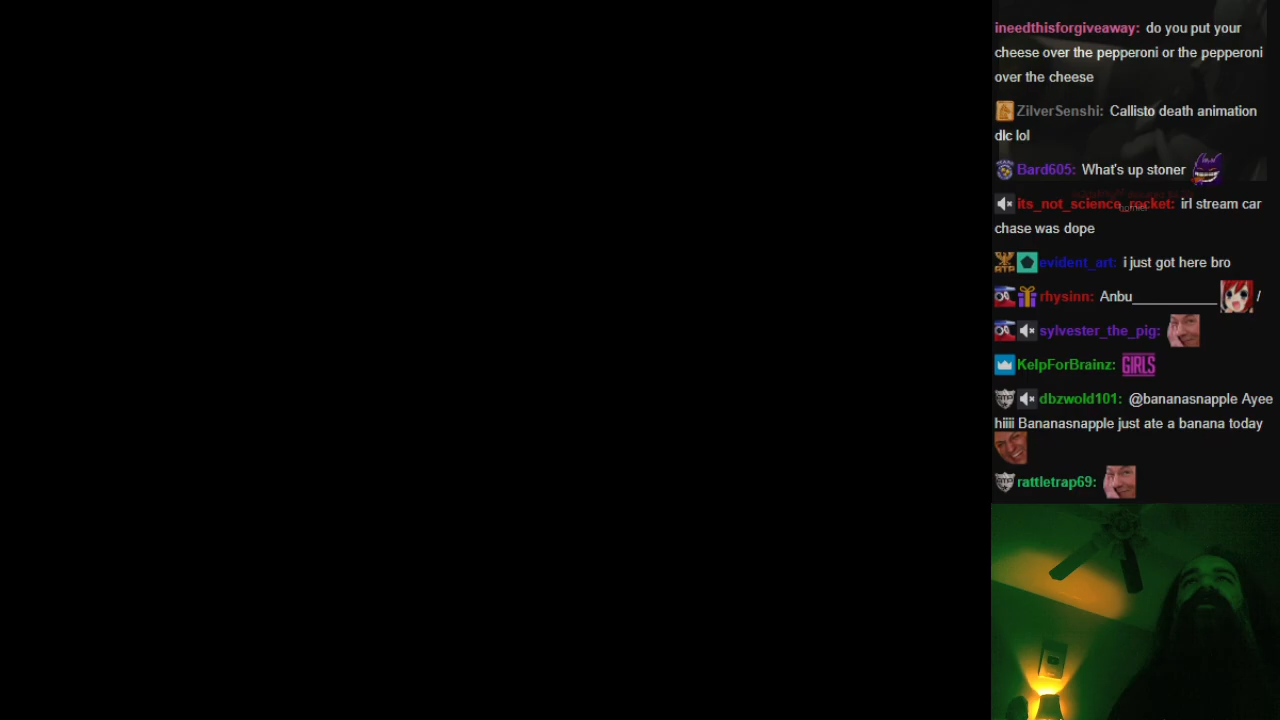 ineedthisforgiveaway: do you put your
cheese over the pepperoni or the pepperoni
over the cheese
ZilverSenshi: Callisto death animation
dlc lol
Bard605: What's up stoner
its_not_science_rocket: irl stream car
chase was dope
evident_art: i just got here bro
rhysinn: Anbu___________ /
sylvester_the_pig:
KelpForBrainz: GIRLS
dbzwold101: @bananasnapple Ayee
hiiii Bananasnapple just ate a banana today
rattletrap69: